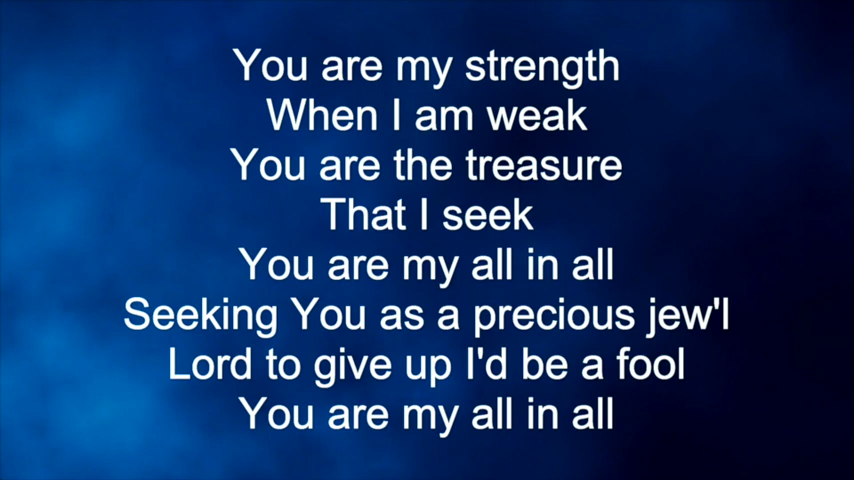 You are my strength
When I am weak
You are the treasure
That I seek
You are my all in all
Seeking You as a precious jew'l
Lord to give up I'd be a fool
You are my all in all